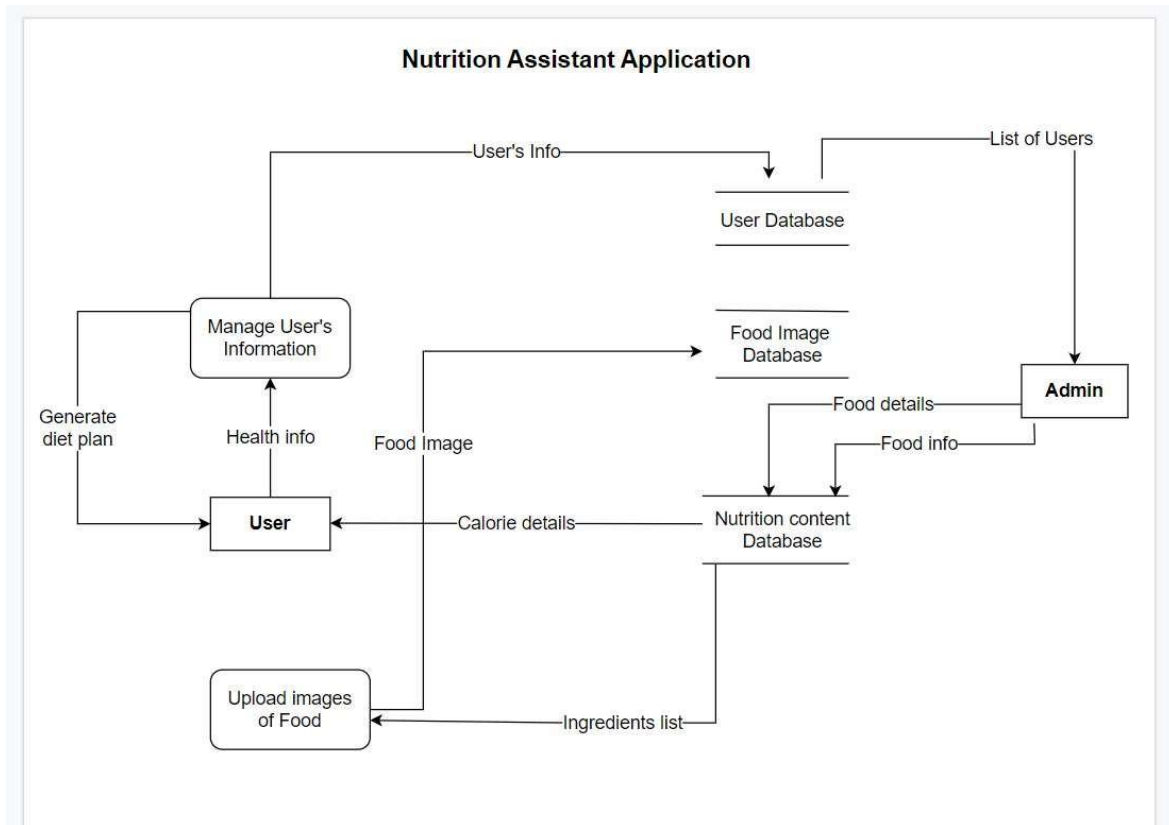 Nutrition Assistant Application
List of Users
User's Info
User Database
Manage User's
Information
Food Image
Database
Admin
Food details
Generate
diet plan
Health info
Food Image
Food info
User
Calorie details
Nutrition content
Database
Upload images
of Food
Ingredients list